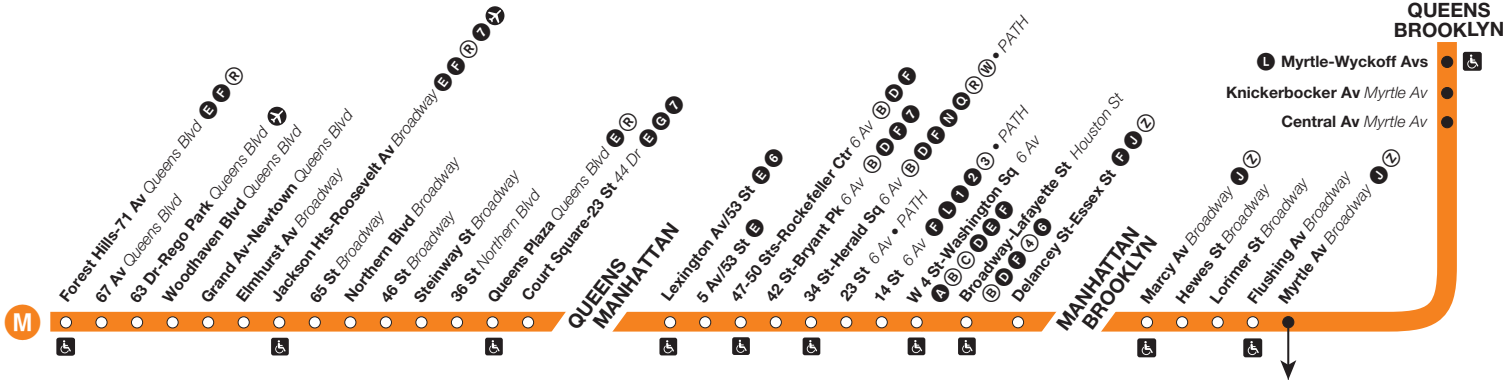 M
Forest Hills-71 Av Queens Blvd E F R
67 Av Queens Blvd
63 Dr-Rego Park Queens Blvd
Woodhaven Blvd Queens Blvd
Grand Av-Newtown Queens Blvd
Elmhurst Av Broadway
Jackson Hts-Roosevelt Av Broadway E F R 7
65 St Broadway
Northern Blvd Broadway
46 St Broadway
Steinway St Broadway
36 St Northern Blvd
Queens Plaza Queens Blvd E R
Court Square-23 St 44 Dr E G 7
QUEENS
MANHATTAN
Lexington Av/53 St E 6
5 Av/53 St E
47-50 Sts-Rockefeller Ctr 6 Av B D F
42 St-Bryant Pk 6 Av B D F 7
34 St-Herald Sq 6 Av B D F N Q R W • PATH
23 St 6 Av • PATH
14 St 6 Av F L 1 2 3 • PATH
W 4 St-Washington Sq 6 Av
A B C D E F
Broadway-Lafayette St Houston St
B D F 4 6
Delancey St-Essex St F J Z
MANHATTAN
BROOKLYN
Marcy Av Broadway J Z
Hewes St Broadway
Lorimer St Broadway
Flushing Av Broadway
Myrtle Av Broadway J Z
QUEENS
BROOKLYN
L Myrtle-Wyckoff Avs
Knickerbocker Av Myrtle Av
Central Av Myrtle Av